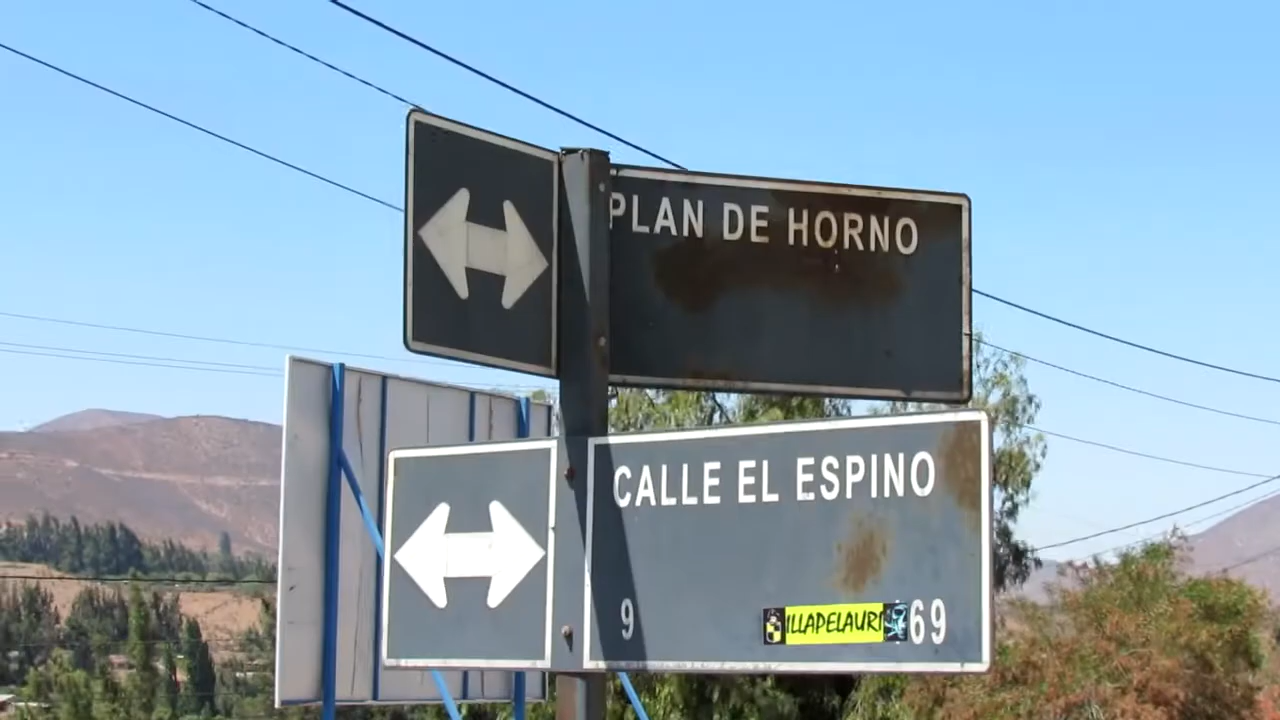 PLAN DE HORNO
CALLE EL ESPINO
9
ILLAPELAURI
69